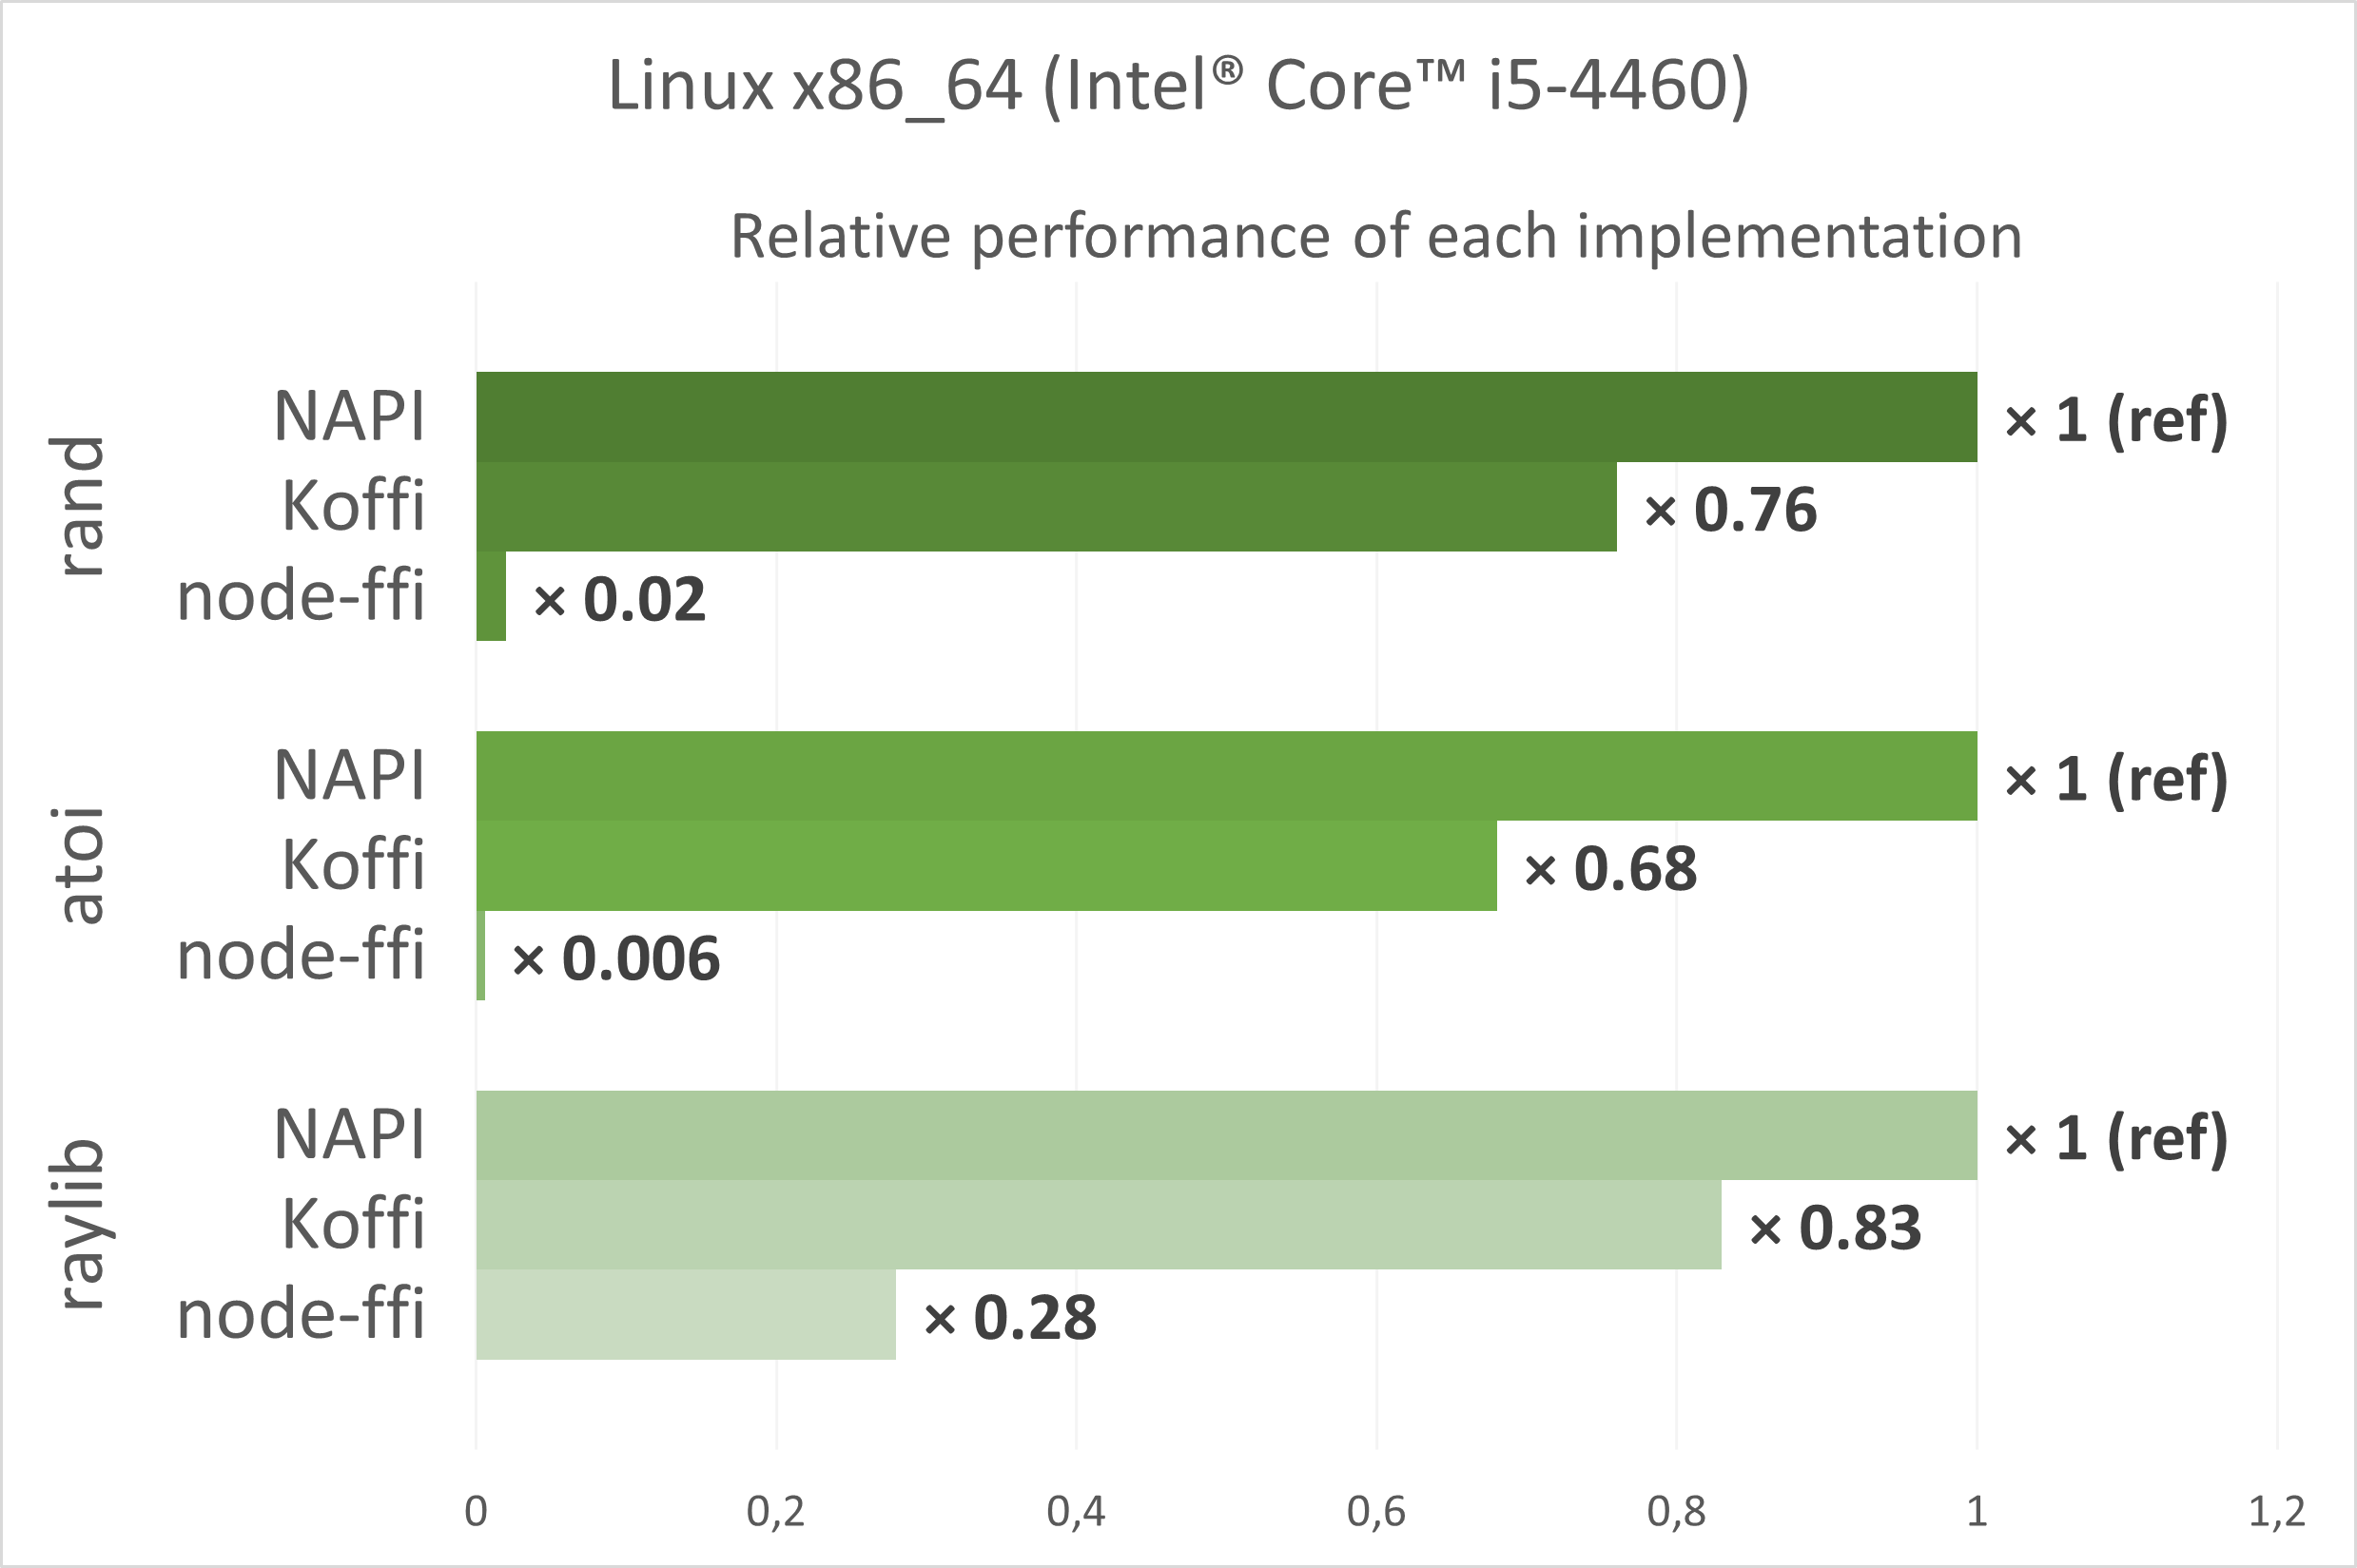 Linux x86_64 (Intel® Core™ i5-4460)
Relative performance of each implementation
rand
NAPI × 1 (ref)
Koffi × 0.76
node-ffi × 0.02
atoi
NAPI × 1 (ref)
Koffi × 0.68
node-ffi × 0.006
raylib
NAPI × 1 (ref)
Koffi × 0.83
node-ffi × 0.28
0 0,2 0,4 0,6 0,8 1 1,2